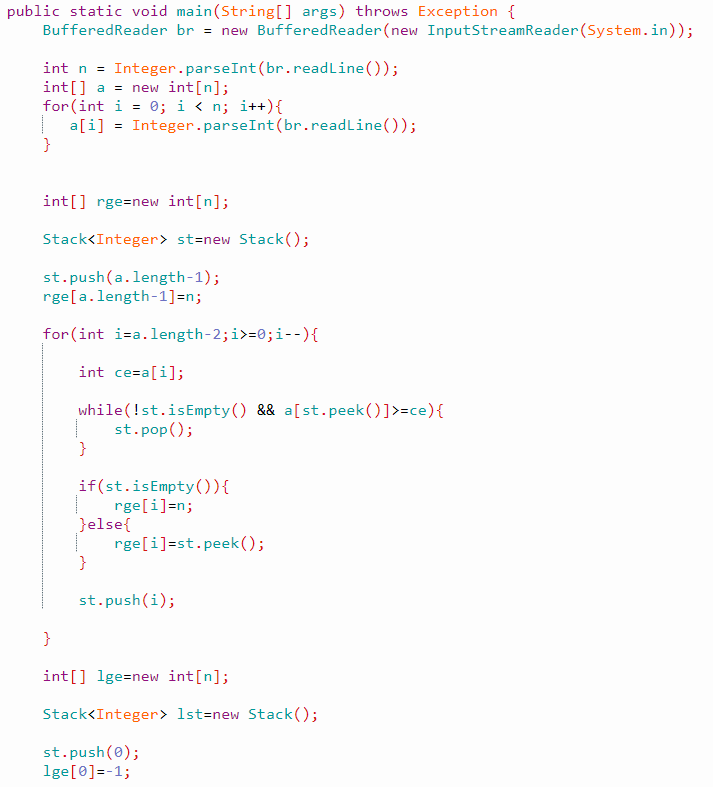 public static void main(String[] args) throws Exception {
    BufferedReader br = new BufferedReader(new InputStreamReader(System.in));

    int n = Integer.parseInt(br.readLine());
    int[] a = new int[n];
    for(int i = 0; i < n; i++){
       a[i] = Integer.parseInt(br.readLine());
    }


    int[] rge=new int[n];

    Stack<Integer> st=new Stack();

    st.push(a.length-1);
    rge[a.length-1]=n;

    for(int i=a.length-2;i>=0;i--){

        int ce=a[i];

        while(!st.isEmpty() && a[st.peek()]>=ce){
            st.pop();
        }

        if(st.isEmpty()){
            rge[i]=n;
        }else{
            rge[i]=st.peek();
        }

        st.push(i);

    }

    int[] lge=new int[n];

    Stack<Integer> lst=new Stack();

    st.push(0);
    lge[0]=-1;